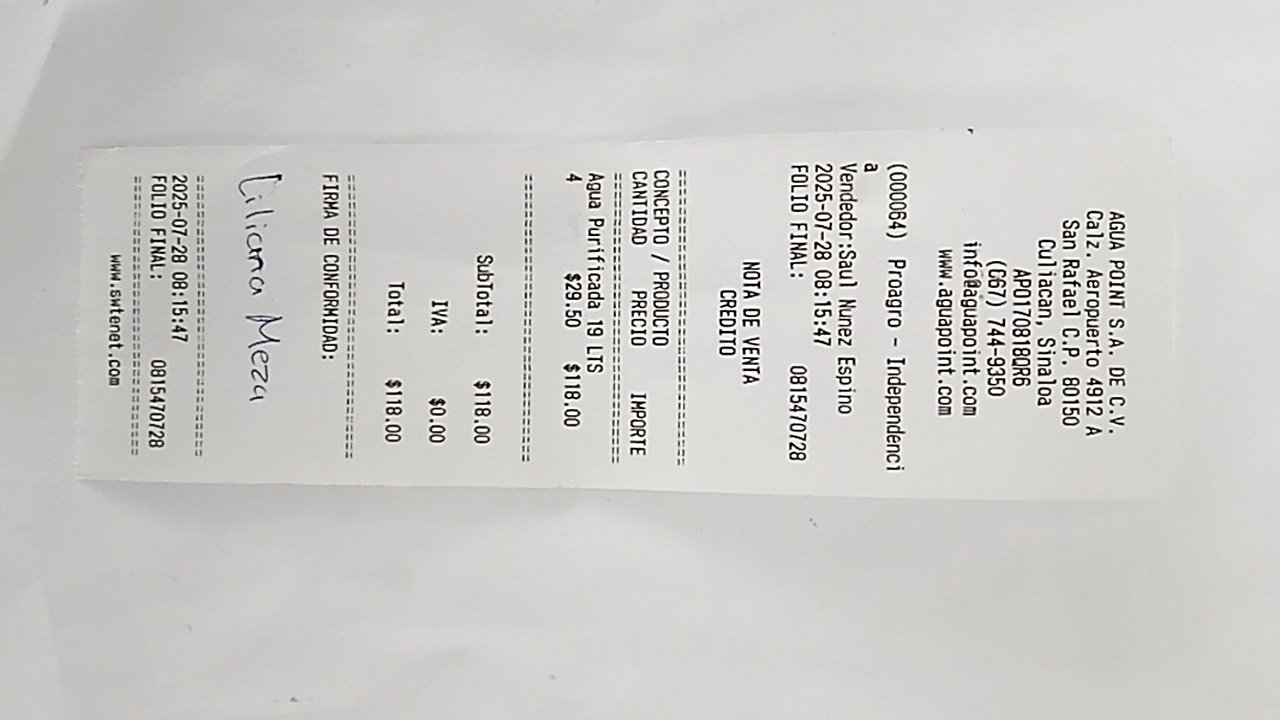 AGUA POINT S.A. DE C.V.
Calz. Aeropuerto 4912 A
San Rafael C.P. 80150
Culiacan, Sinaloa
APO170818QR6
(667) 744-9350
info@aguapoint.com
www.aguapoint.com
(000064) Proagro - Independenci
a
Vendedor:Saul Nunez Espino
2025-07-28 08:15:47
FOLIO FINAL: 0815470728
NOTA DE VENTA
CREDITO
================================
CONCEPTO / PRODUCTO
CANTIDAD PRECIO IMPORTE
================================
Agua Purificada 19 LTS
4 $29.50 $118.00
================================
SubTotal: $118.00
IVA: $0.00
Total: $118.00
================================
FIRMA DE CONFORMIDAD:
Liliana Meza
================================
2025-07-28 08:15:47
FOLIO FINAL: 0815470728
================================
www.swtenet.com